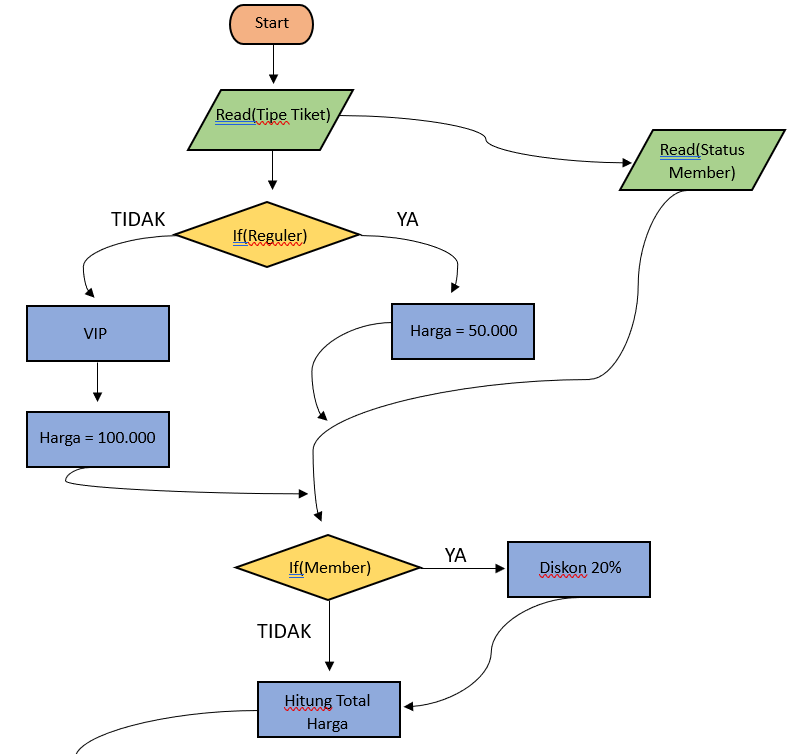 Start
Read(Tipe Tiket)
Read(Status
Member)
TIDAK
If(Reguler)
YA
VIP
Harga = 50.000
Harga = 100.000
If(Member)
YA
Diskon 20%
TIDAK
Hitung Total
Harga